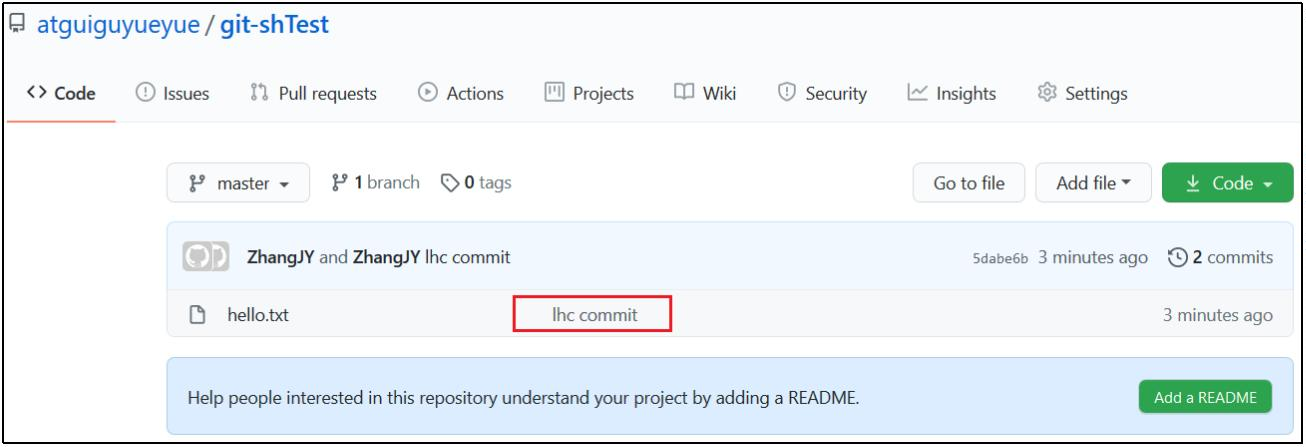 atguiguyueyue / git-shTest
Code Issues Pull requests Actions Projects Wiki Security Insights Settings
master 1 branch 0 tags Go to file Add file Code
ZhangJY and ZhangJY lhc commit 5dabe6b 3 minutes ago 2 commits
hello.txt lhc commit 3 minutes ago
Help people interested in this repository understand your project by adding a README. Add a README